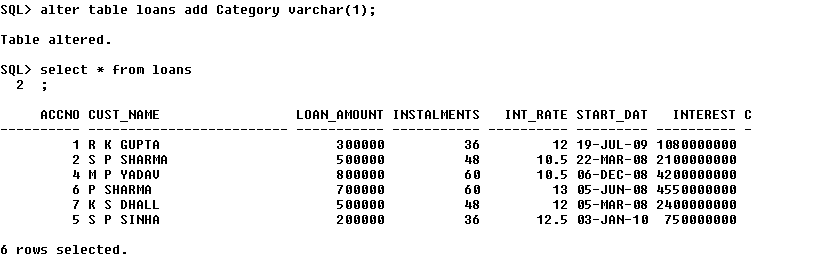 SQL> alter table loans add Category varchar(1);
Table altered.
SQL> select * from loans
  2  ;
     ACCNO CUST_NAME                 LOAN_AMOUNT INSTALMENTS   INT_RATE START_DAT   INTEREST C
---------- ------------------------- ----------- ----------- ---------- --------- ---------- -
         1 R K GUPTA                      300000          36         12 19-JUL-09 1080000000
         2 S P SHARMA                     500000          48       10.5 22-MAR-08 2100000000
         4 M P YADAV                      800000          60       10.5 06-DEC-08 4200000000
         6 P SHARMA                       700000          60         13 05-JUN-08 4550000000
         7 K S DHALL                      500000          48         12 05-MAR-08 2400000000
         5 S P SINHA                      200000          36       12.5 03-JAN-10  750000000
6 rows selected.